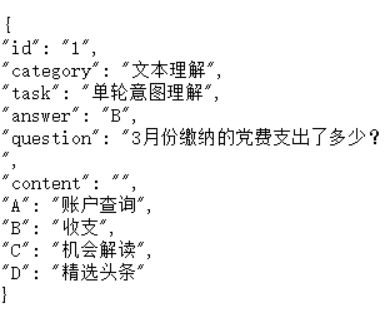 {
"id": "1",
"category": "文本理解",
"task": "单轮意图理解",
"answer": "B",
"question": "3月份缴纳的党费支出了多少?
",
"content": "",
"A": "账户查询",
"B": "收支",
"C": "机会解读",
"D": "精选头条"
}